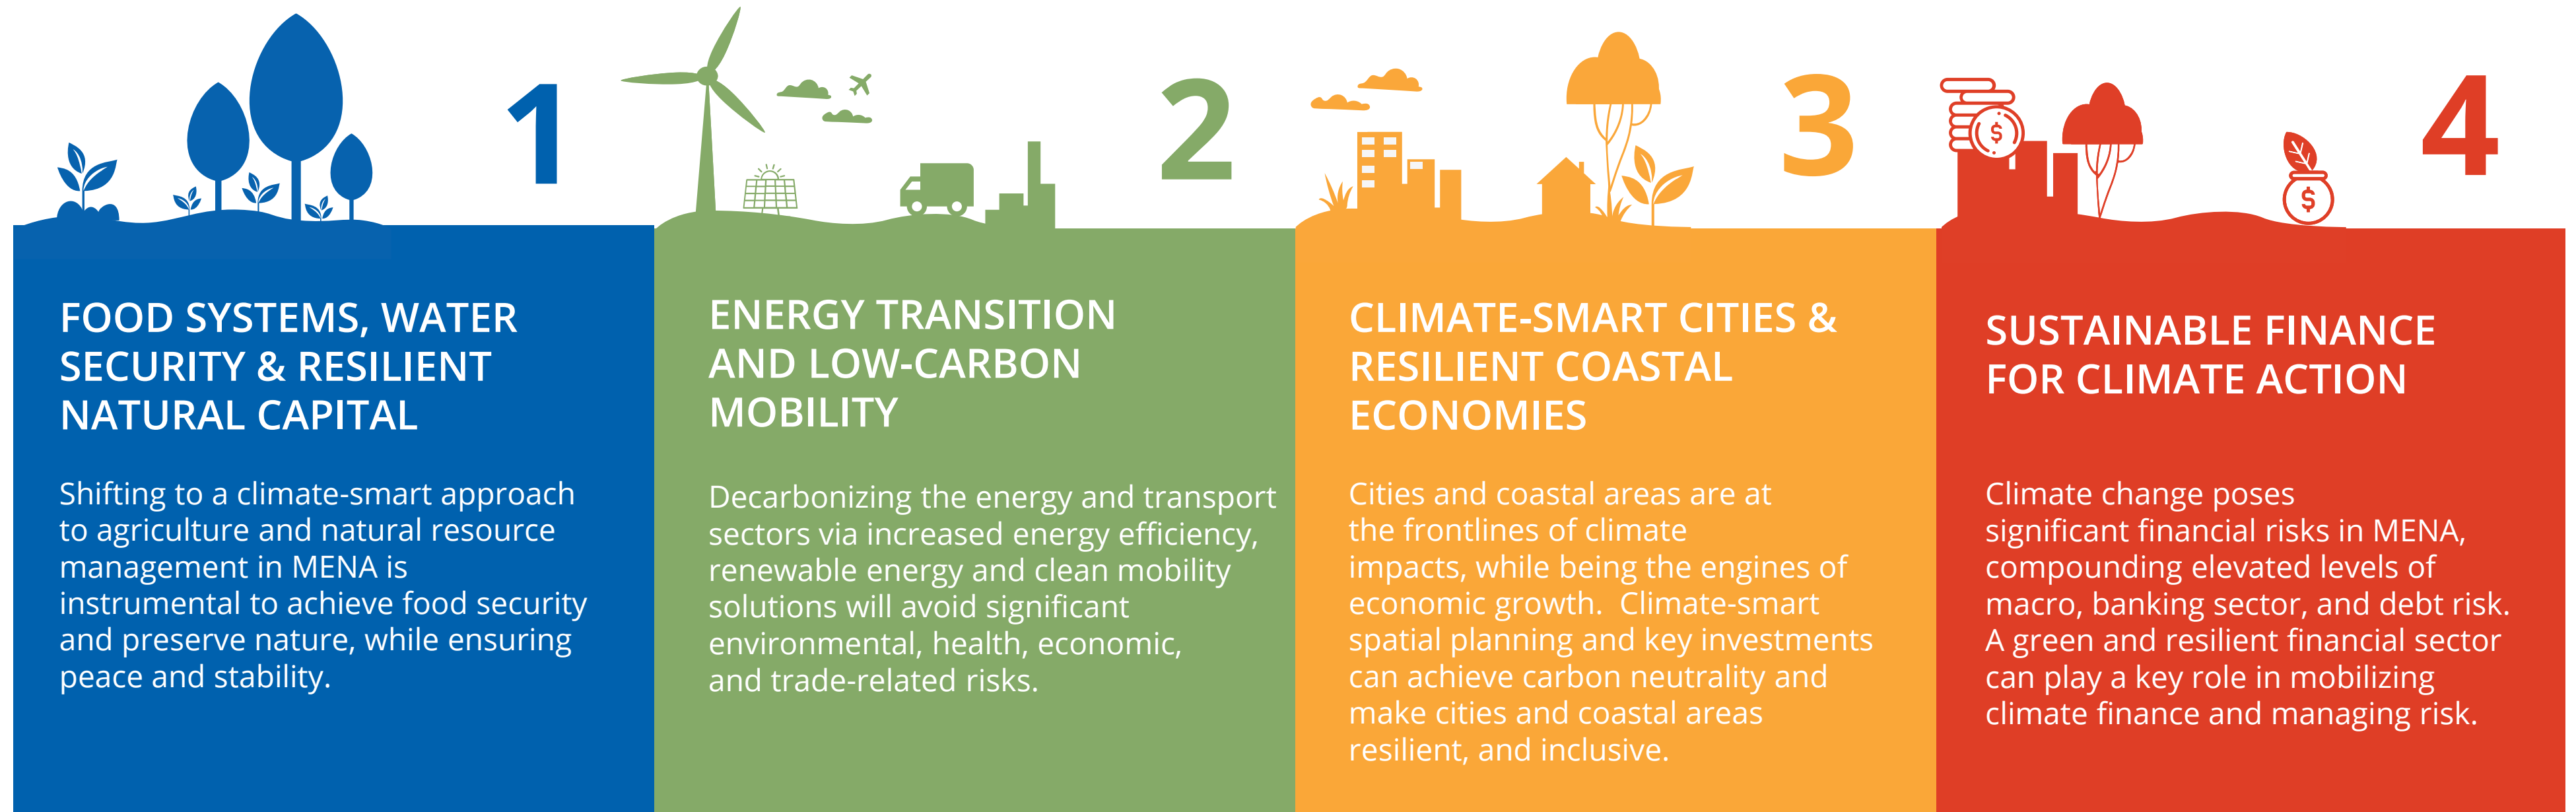 1
FOOD SYSTEMS, WATER
SECURITY & RESILIENT
NATURAL CAPITAL
Shifting to a climate-smart approach
to agriculture and natural resource
management in MENA is
instrumental to achieve food security
and preserve nature, while ensuring
peace and stability.
2
ENERGY TRANSITION
AND LOW-CARBON
MOBILITY
Decarbonizing the energy and transport
sectors via increased energy efficiency,
renewable energy and clean mobility
solutions will avoid significant
environmental, health, economic,
and trade-related risks.
3
CLIMATE-SMART CITIES &
RESILIENT COASTAL
ECONOMIES
Cities and coastal areas are at
the frontlines of climate
impacts, while being the engines of
economic growth.  Climate-smart
spatial planning and key investments
can achieve carbon neutrality and
make cities and coastal areas
resilient, and inclusive.
$
$
4
SUSTAINABLE FINANCE
FOR CLIMATE ACTION
Climate change poses
significant financial risks in MENA,
compounding elevated levels of
macro, banking sector, and debt risk.
A green and resilient financial sector
can play a key role in mobilizing
climate finance and managing risk.